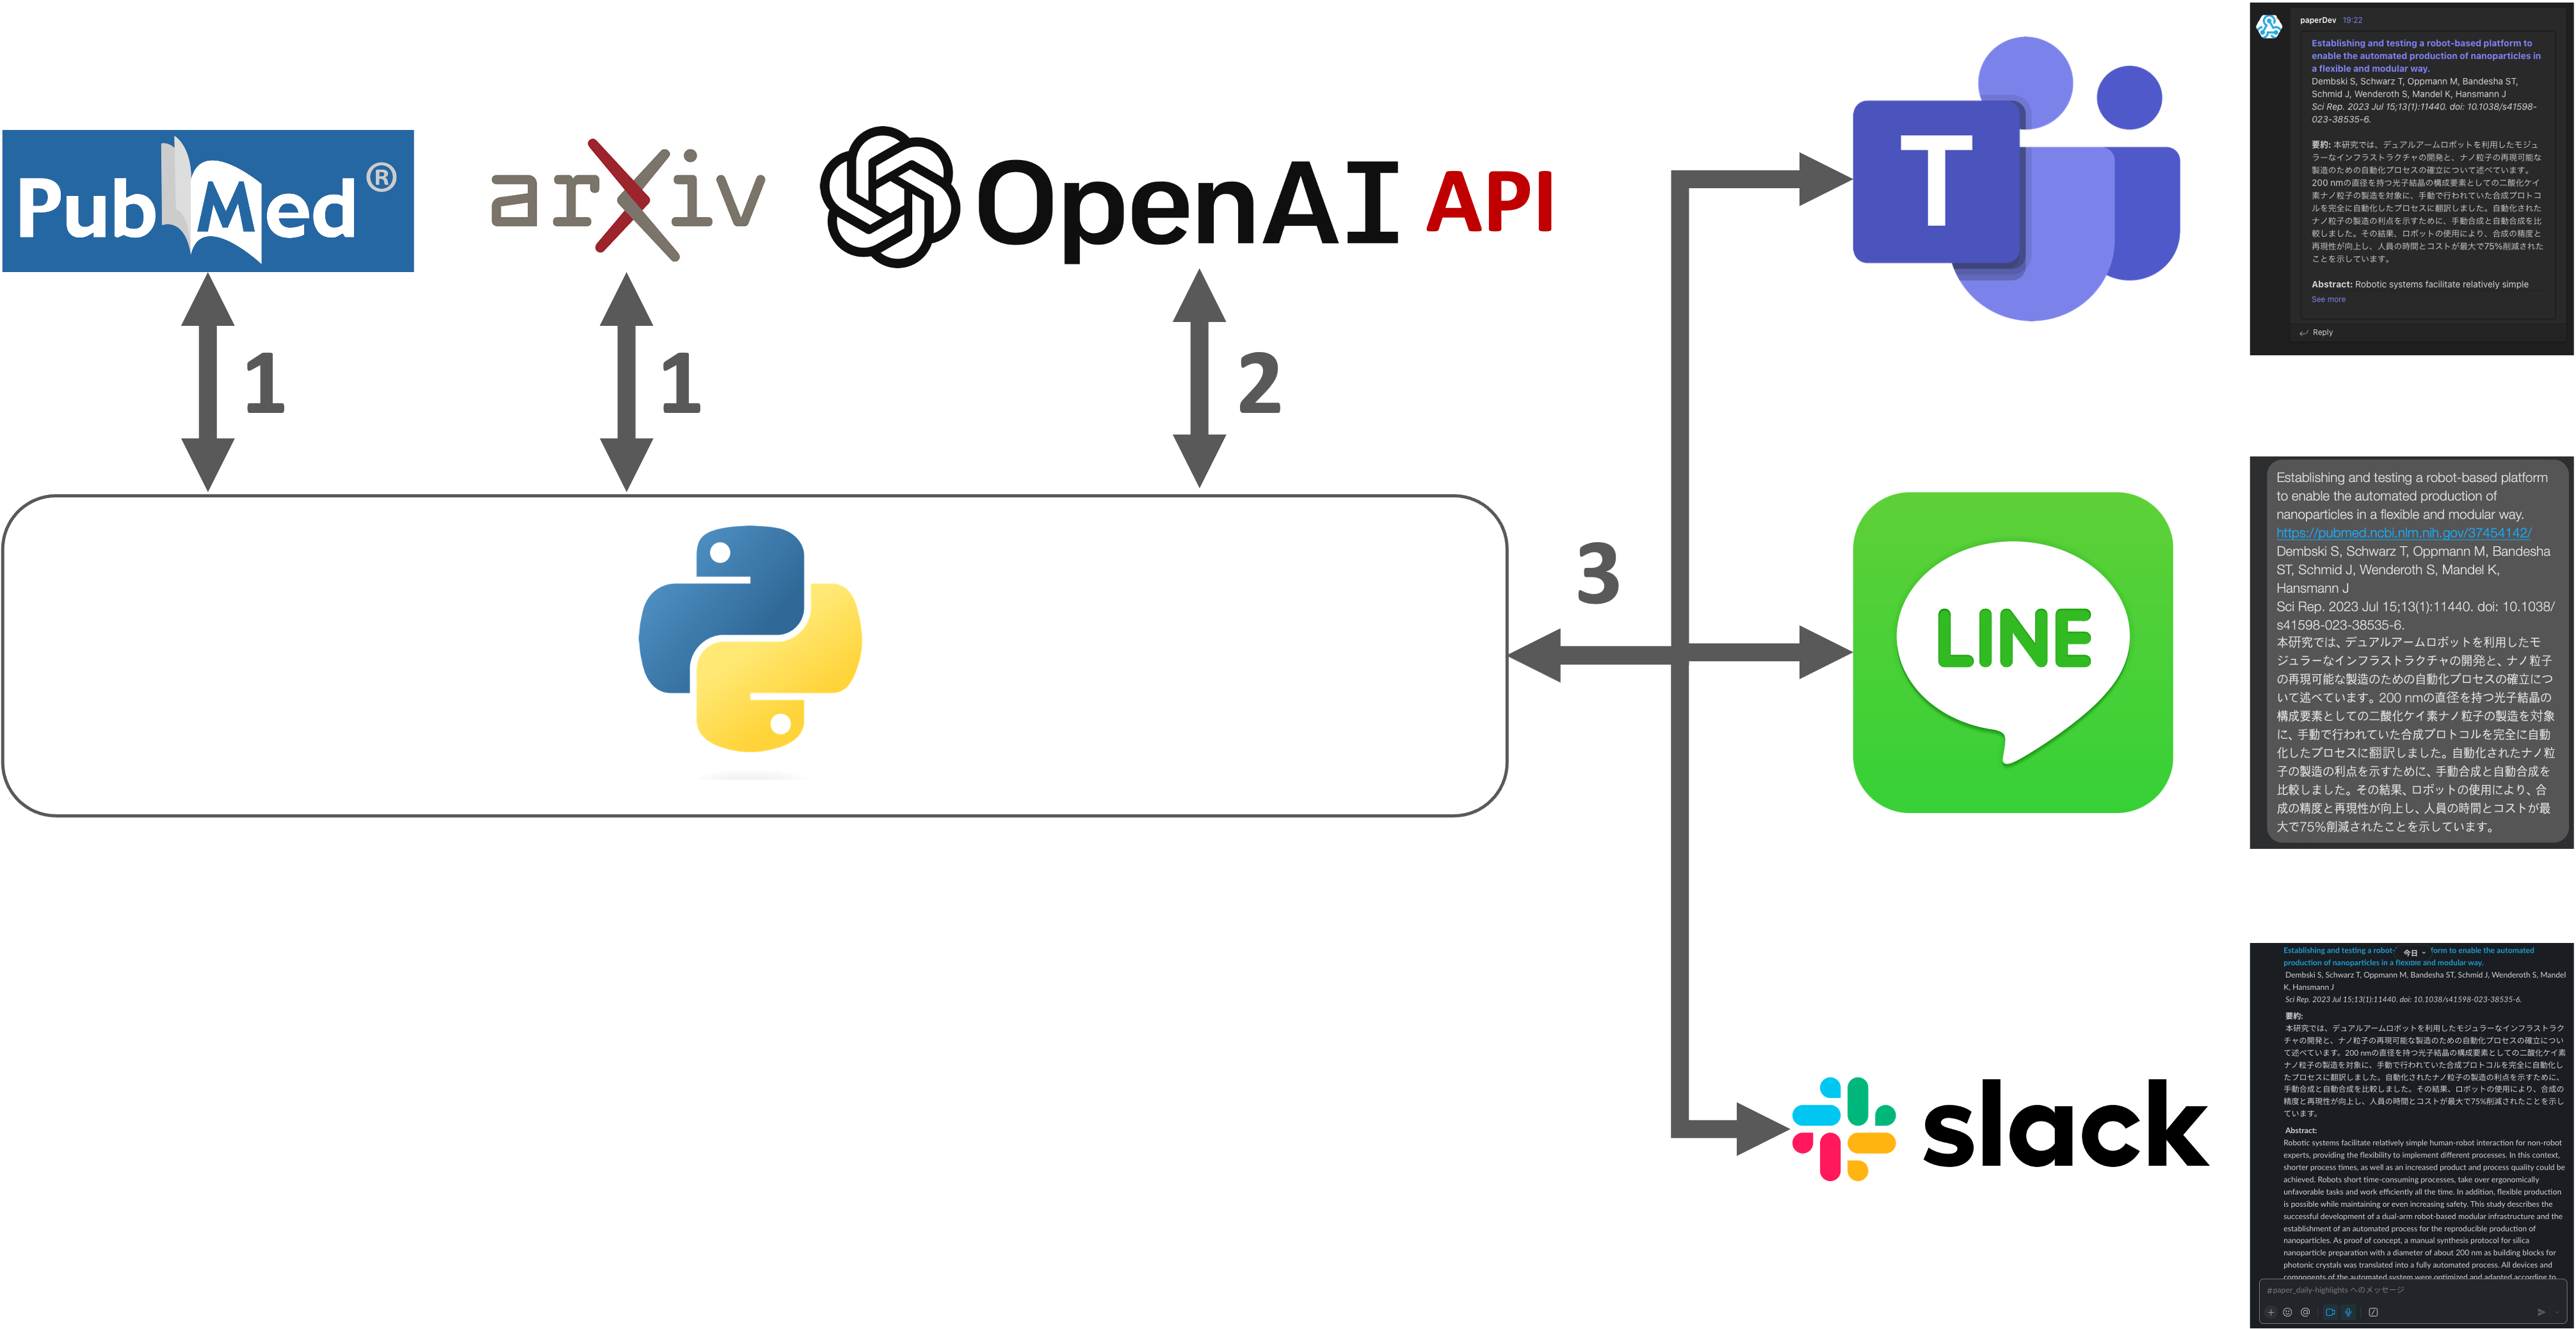 PubMed®
arXiv
OpenAI API
1
1
2
3
T
LINE
slack
paperDev 19:22
Establishing and testing a robot-based platform to
enable the automated production of nanoparticles in
a flexible and modular way.
Dembski S, Schwarz T, Oppmann M, Bandesha ST,
Schmid J, Wenderoth S, Mandel K, Hansmann J
Sci Rep. 2023 Jul 15;13(1):11440. doi: 10.1038/s41598-
023-38535-6.
要約: 本研究では、デュアルアームロボットを利用したモジュ
ラーなインフラストラクチャの開発と、ナノ粒子の再現可能な
製造のための自動化プロセスの確立について述べています。
200 nmの直径を持つ光子結晶の構成要素としての二酸化ケイ
素ナノ粒子の製造を対象に、手動で行われていた合成プロトコ
ルを完全に自動化したプロセスに翻訳しました。自動化された
ナノ粒子の製造の利点を示すために、手動合成と自動合成を比
較しました。その結果、ロボットの使用により、合成の精度と
再現性が向上し、人員の時間とコストが最大で75%削減された
ことを示しています。
Abstract: Robotic systems facilitate relatively simple
See more
Reply
Establishing and testing a robot-based platform
to enable the automated production of
nanoparticles in a flexible and modular way.
https://pubmed.ncbi.nlm.nih.gov/37454142/
Dembski S, Schwarz T, Oppmann M, Bandesha
ST, Schmid J, Wenderoth S, Mandel K,
Hansmann J
Sci Rep. 2023 Jul 15;13(1):11440. doi: 10.1038/
s41598-023-38535-6.
本研究では、デュアルアームロボットを利用したモ
ジュラーなインフラストラクチャの開発と、ナノ粒子
の再現可能な製造のための自動化プロセスの確立につ
いて述べています。200 nmの直径を持つ光子結晶の
構成要素としての二酸化ケイ素ナノ粒子の製造を対象
に、手動で行われていた合成プロトコルを完全に自動
化したプロセスに翻訳しました。自動化されたナノ粒
子の製造の利点を示すために、手動合成と自動合成を
比較しました。その結果、ロボットの使用により、合
成の精度と再現性が向上し、人員の時間とコストが最
大で75%削減されたことを示しています。
Establishing and testing a robot- 今日 form to enable the automated
production of nanoparticles in a flexible and modular way.
Dembski S, Schwarz T, Oppmann M, Bandesha ST, Schmid J, Wenderoth S, Mandel
K, Hansmann J
Sci Rep. 2023 Jul 15;13(1):11440. doi: 10.1038/s41598-023-38535-6.
要約:
本研究では、デュアルアームロボットを利用したモジュラーなインフラストラク
チャの開発と、ナノ粒子の再現可能な製造のための自動化プロセスの確立につい
て述べています。200 nmの直径を持つ光子結晶の構成要素としての二酸化ケイ素
ナノ粒子の製造を対象に、手動で行われていた合成プロトコルを完全に自動化し
たプロセスに翻訳しました。自動化されたナノ粒子の製造の利点を示すために、
手動合成と自動合成を比較しました。その結果、ロボットの使用により、合成の
精度と再現性が向上し、人員の時間とコストが最大で75%削減されたことを示し
ています。
Abstract:
Robotic systems facilitate relatively simple human-robot interaction for non-robot
experts, providing the flexibility to implement different processes. In this context,
shorter process times, as well as an increased product and process quality could be
achieved. Robots short time-consuming processes, take over ergonomically
unfavorable tasks and work efficiently all the time. In addition, flexible production
is possible while maintaining or even increasing safety. This study describes the
successful development of a dual-arm robot-based modular infrastructure and the
establishment of an automated process for the reproducible production of
nanoparticles. As proof of concept, a manual synthesis protocol for silica
nanoparticle preparation with a diameter of about 200 nm as building blocks for
photonic crystals was translated into a fully automated process. All devices and
components of the automated system were optimized and adapted according to
#paper_daily-highlights へのメッセージ